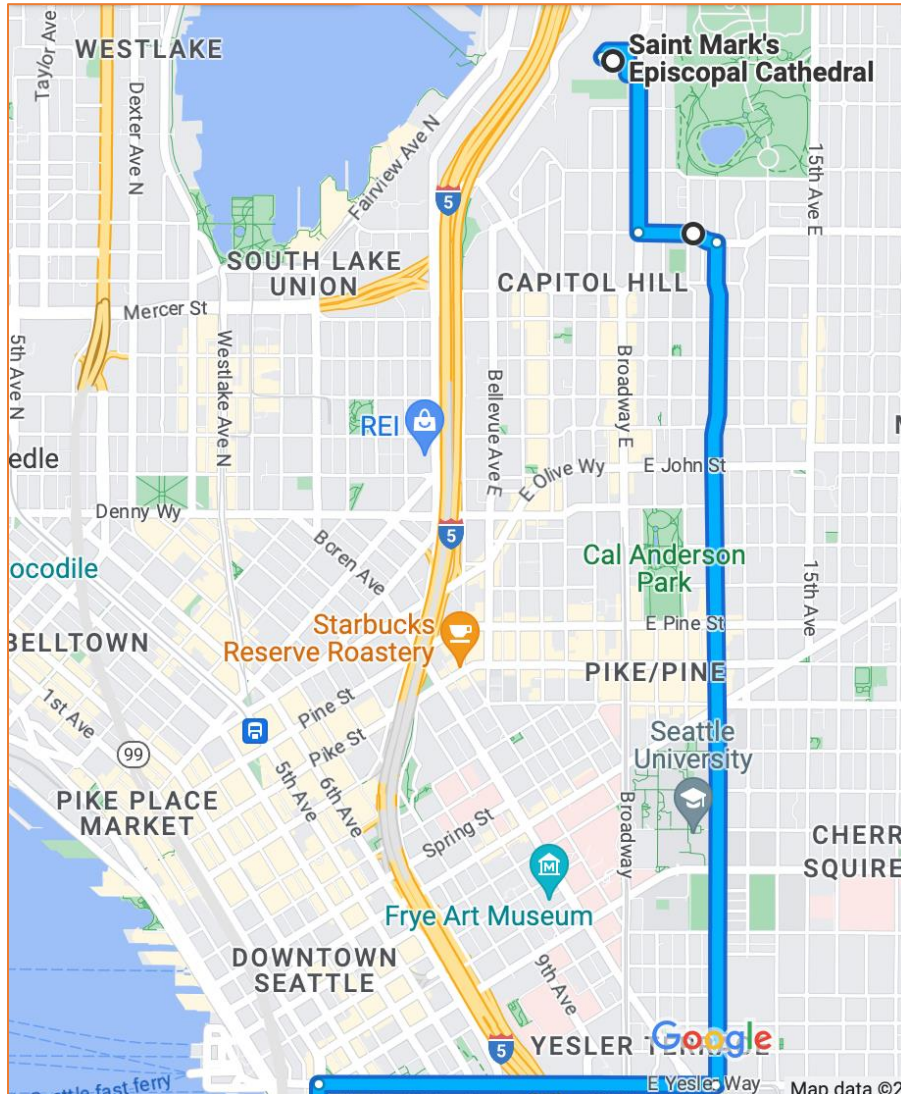 WESTLAKE
Taylor Ave
Dexter Ave N
Fairview Ave N
Saint Mark's
Episcopal Cathedral
15th Ave E
5
SOUTH LAKE
UNION
CAPITOL HILL
Mercer St
5th Ave N
Westlake Ave N
Bellevue Ave E
Broadway E
REI
edle
E John St
E Olive Wy
Denny Wy
5
Boren Ave
Cal Anderson
Park
ocodile
15th Ave
BELLTOWN
Starbucks
Reserve Roastery
E Pine St
PIKE/PINE
1st Ave
Pine St
Pike St
99
5th Ave
6th Ave
Seattle
University
PIKE PLACE
MARKET
Spring St
Broadway
CHERR
SQUIRE
Frye Art Museum
DOWNTOWN
SEATTLE
9th Ave
5
YESLER
Google
E Yesler Way
Map data ©2
fast ferry